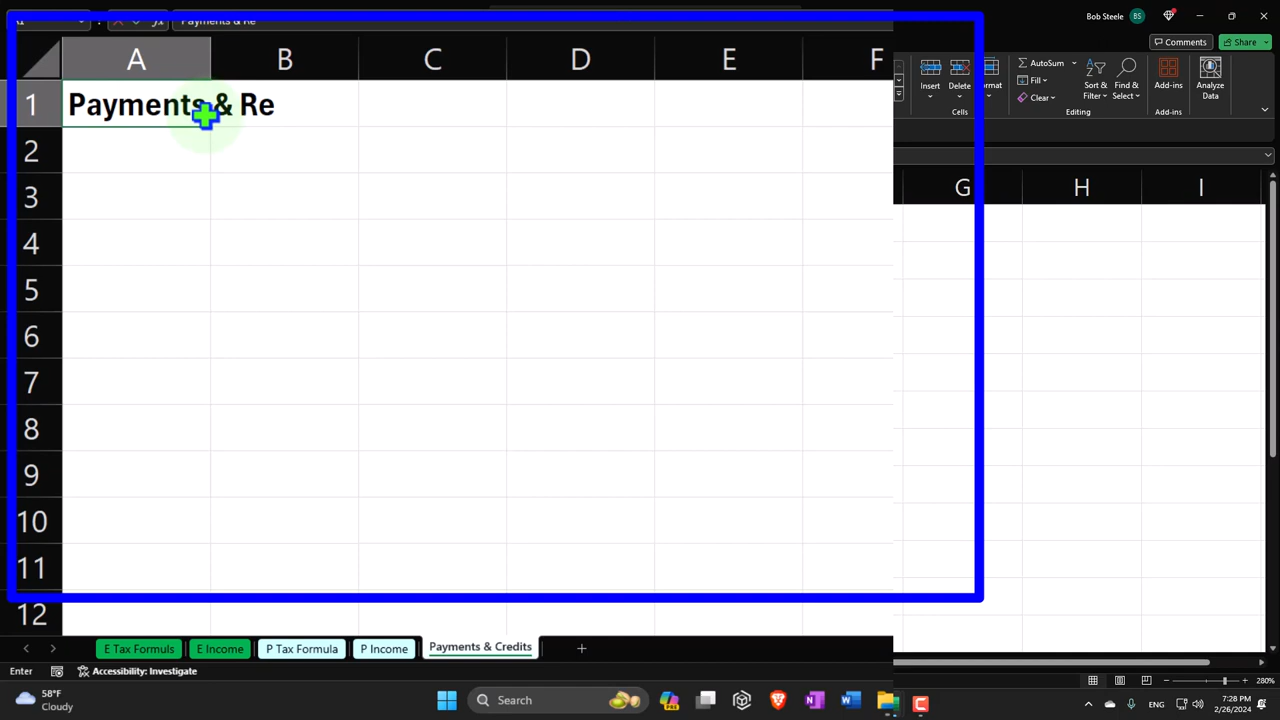 Bob Steele BS
Payments & Re
Comments Share
AutoSum
Fill
Clear
Insert Delete Format
Sort & Filter
Find & Select
Add-ins
Analyze Data
Cells Editing Add-ins
A B C D E F G H I
1 Payments & Re
2
3
4
5
6
7
8
9
10
11
12
E Tax Formuls E Income P Tax Formula P Income Payments & Credits
Enter Accessibility: Investigate 280%
58°F
Cloudy
Search
ENG
7:28 PM
2/26/2024